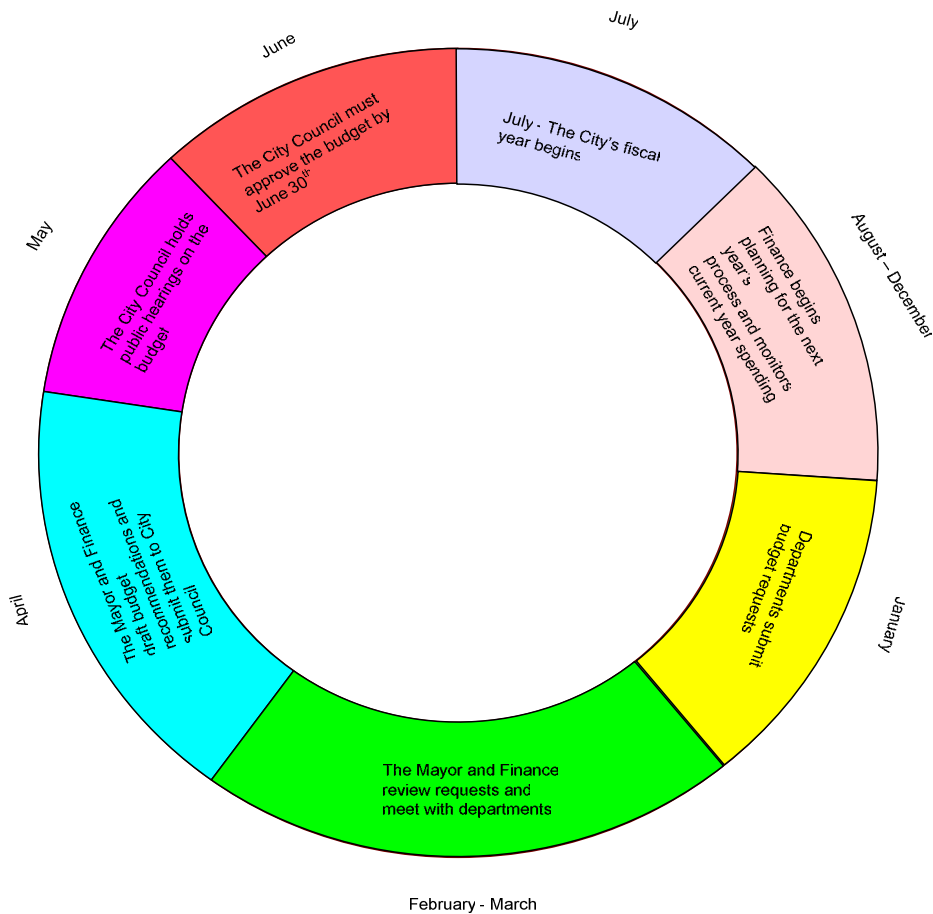 July
July - The City's fiscal
year begins
August – December
Finance begins
planning for the next
year's
process and monitors
current year spending
January
Departments submit
budget requests
February - March
The Mayor and Finance
review requests and
meet with departments
April
The Mayor and Finance
draft budget
recommendations and
submit them to City
Council
May
The City Council holds
public hearings on the
budget
June
The City Council must
approve the budget by
June 30th